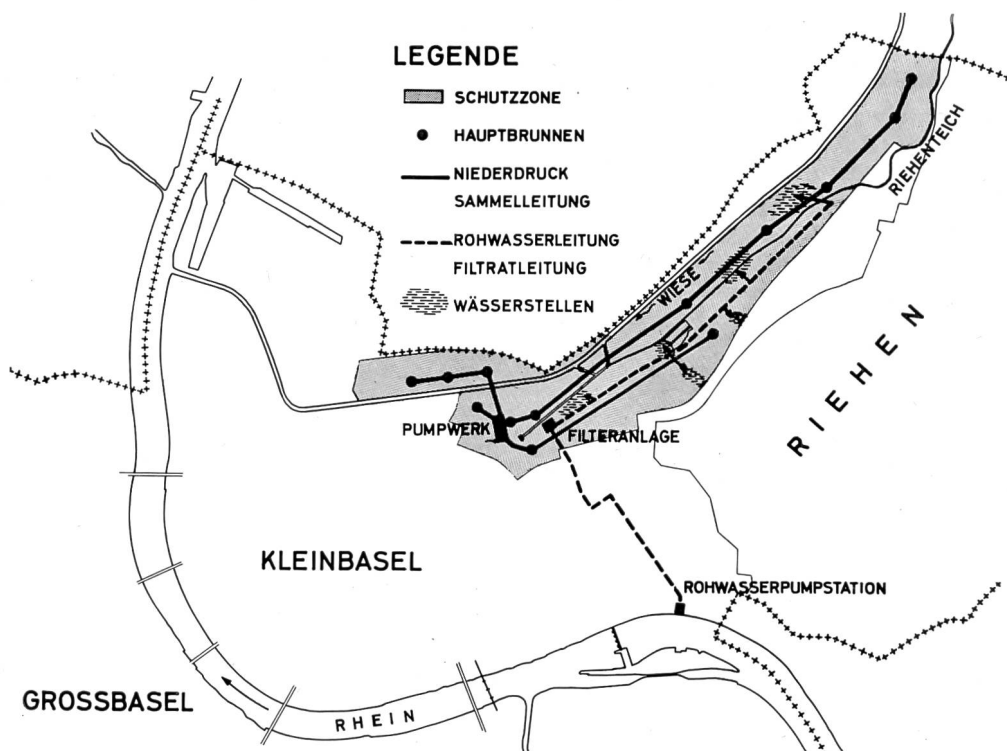 LEGENDE
SCHUTZZONE
HAUPTBRUNNEN
NIEDERDRUCK
SAMMELLEITUNG
ROHWASSERLEITUNG
FILTRATLEITUNG
WÄSSERSTELLEN
RIEHENTEICH
WIESE
RIEHEN
PUMPWERK
FILTERANLAGE
KLEINBASEL
ROHWASSERPUMPSTATION
GROSSBASEL
RHEIN